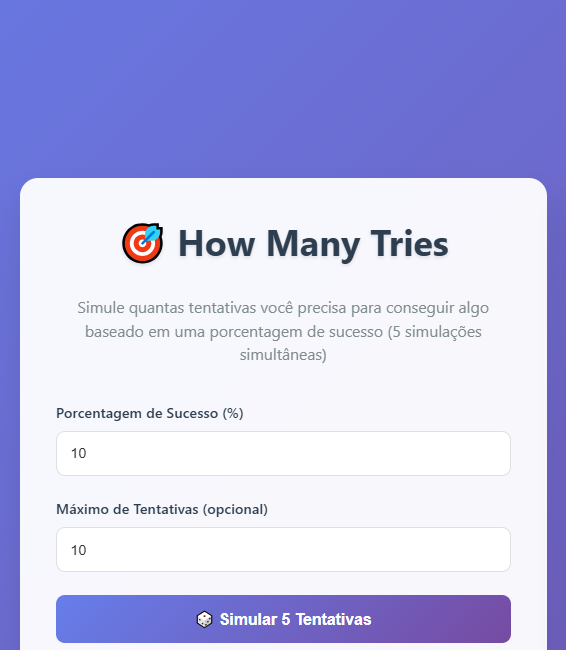 How Many Tries
Simule quantas tentativas você precisa para conseguir algo
baseado em uma porcentagem de sucesso (5 simulações
simultâneas)
Porcentagem de Sucesso (%)
10
Máximo de Tentativas (opcional)
10
Simular 5 Tentativas